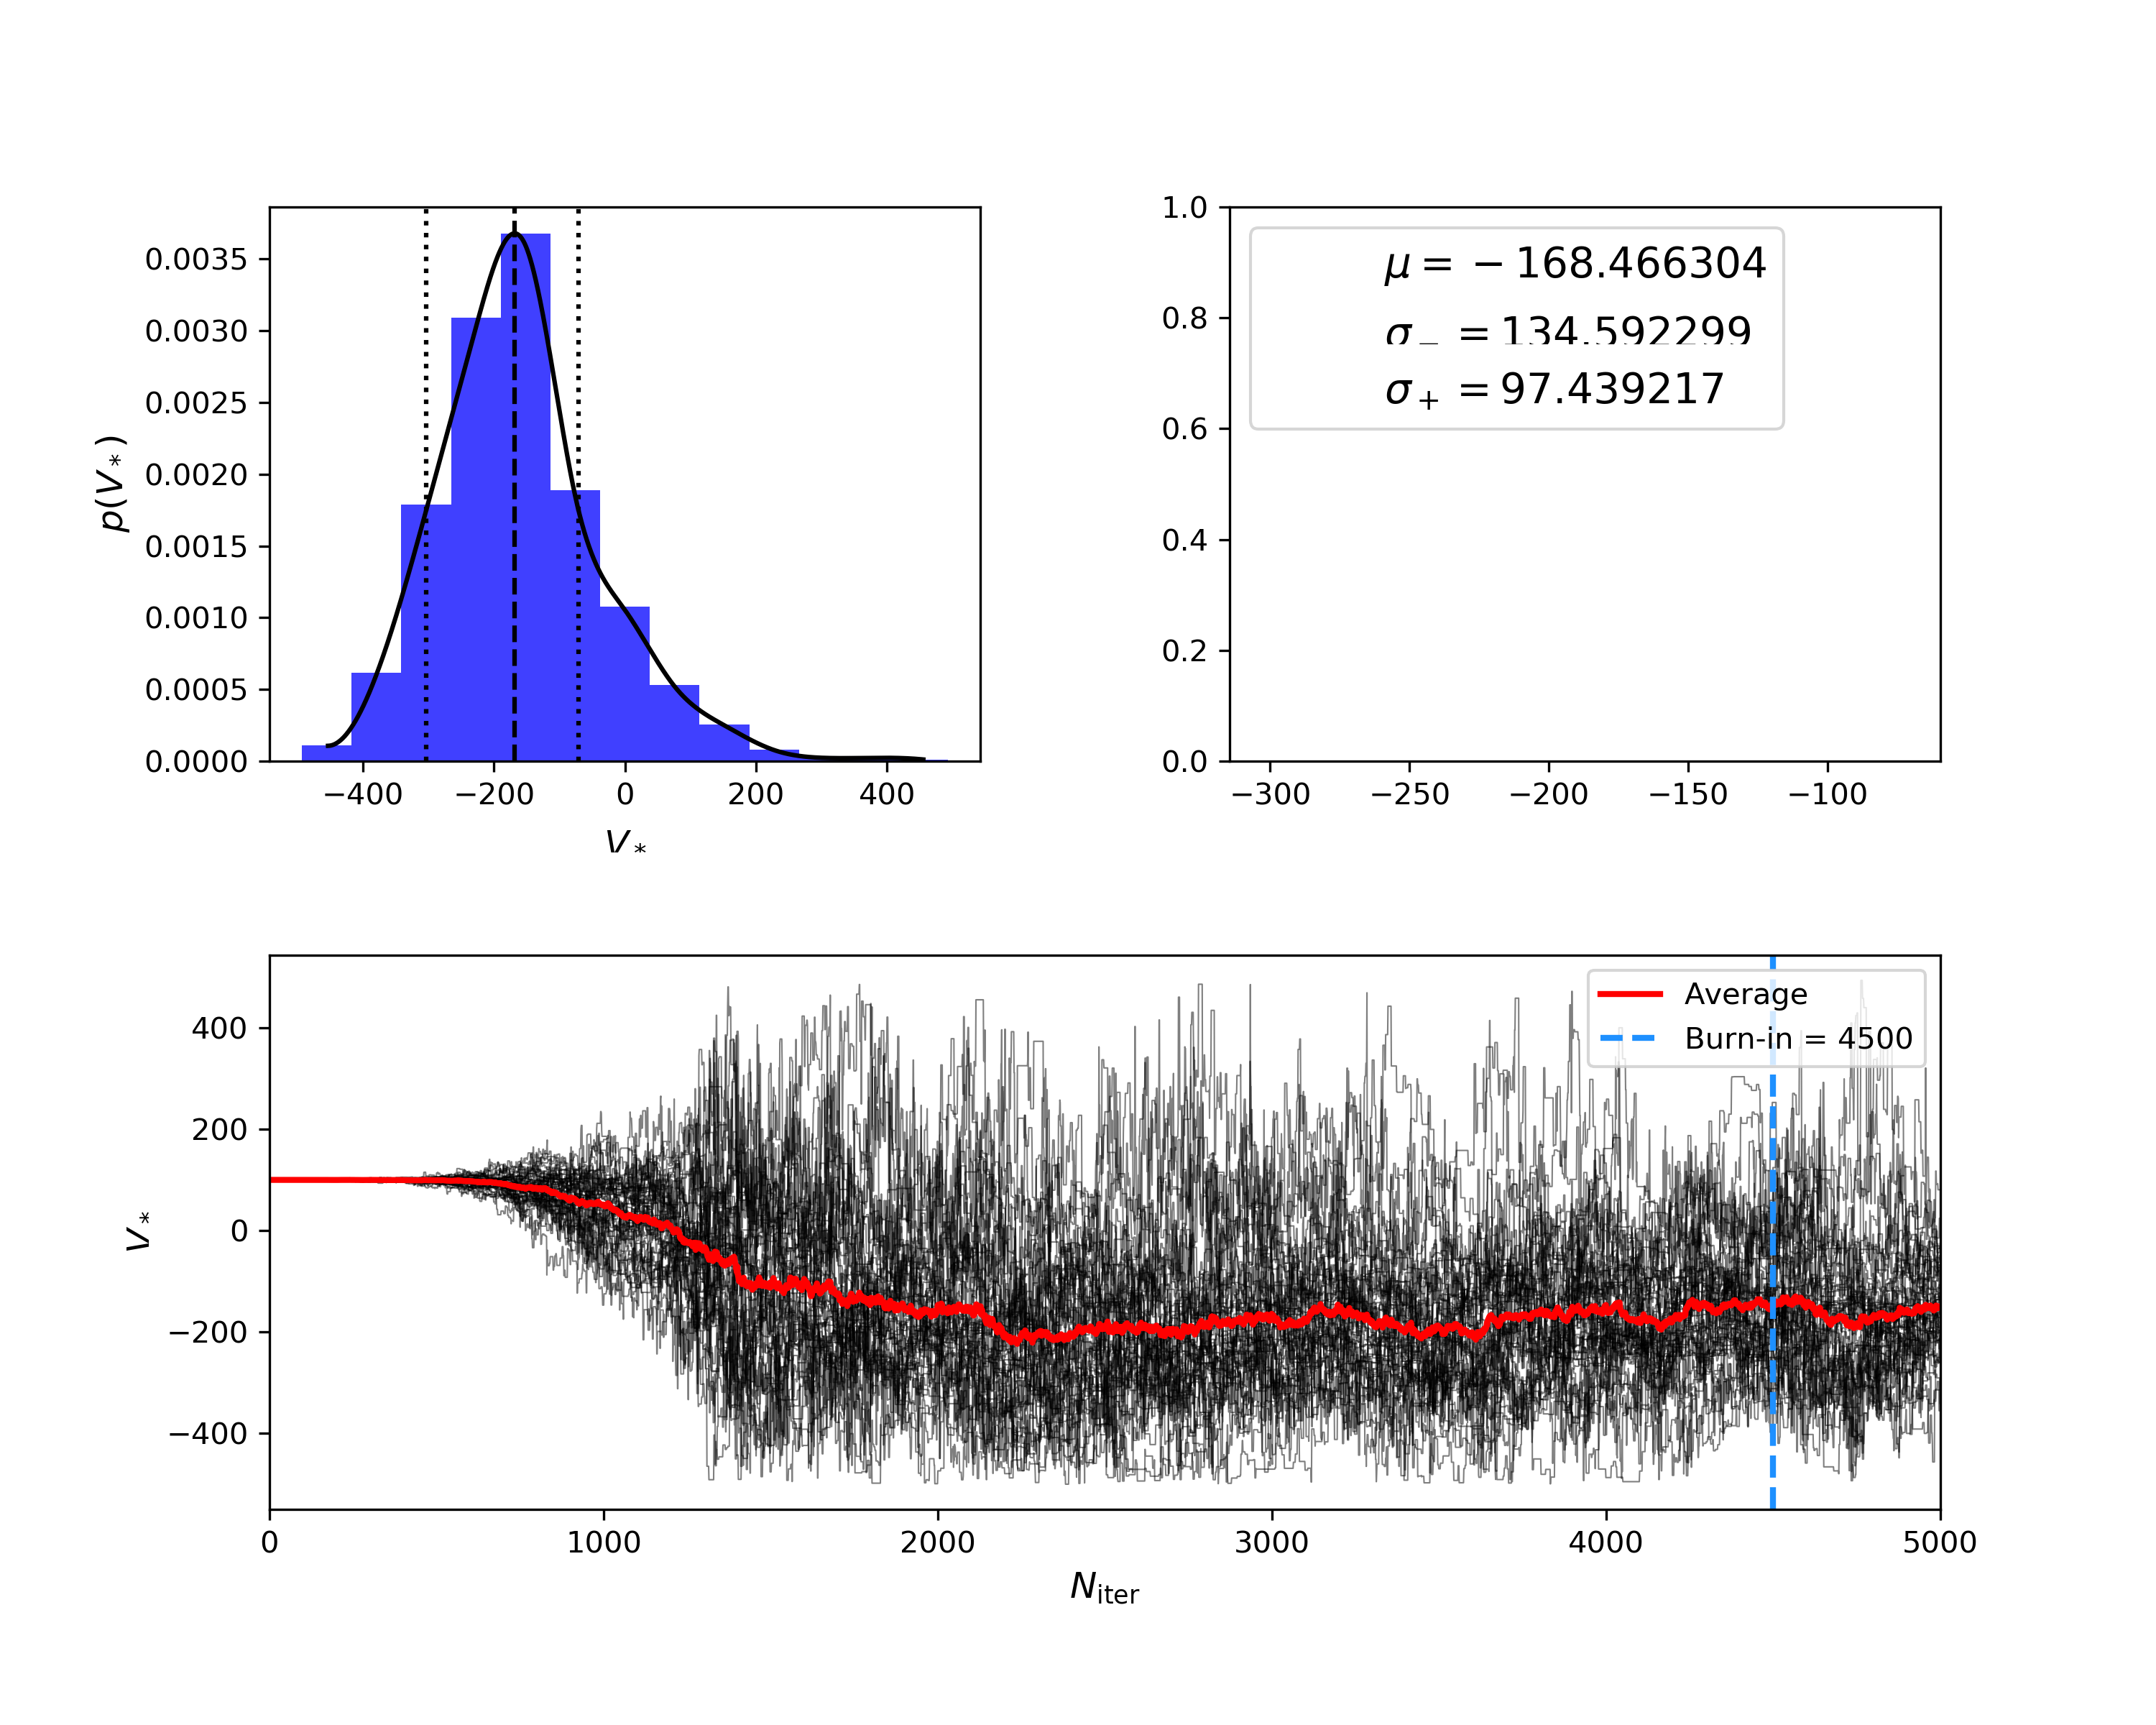 0.0035
0.0030
0.0025
0.0020
0.0015
0.0010
0.0005
0.0000
p(V*)
−400 −200 0 200 400
V*
1.0
0.8
0.6
0.4
0.2
0.0
μ = −168.466304
σ− = 134.592299
σ+ = 97.439217
−300 −250 −200 −150 −100
400
200
0
−200
−400
V*
Average
Burn-in = 4500
0 1000 2000 3000 4000 5000
Niter